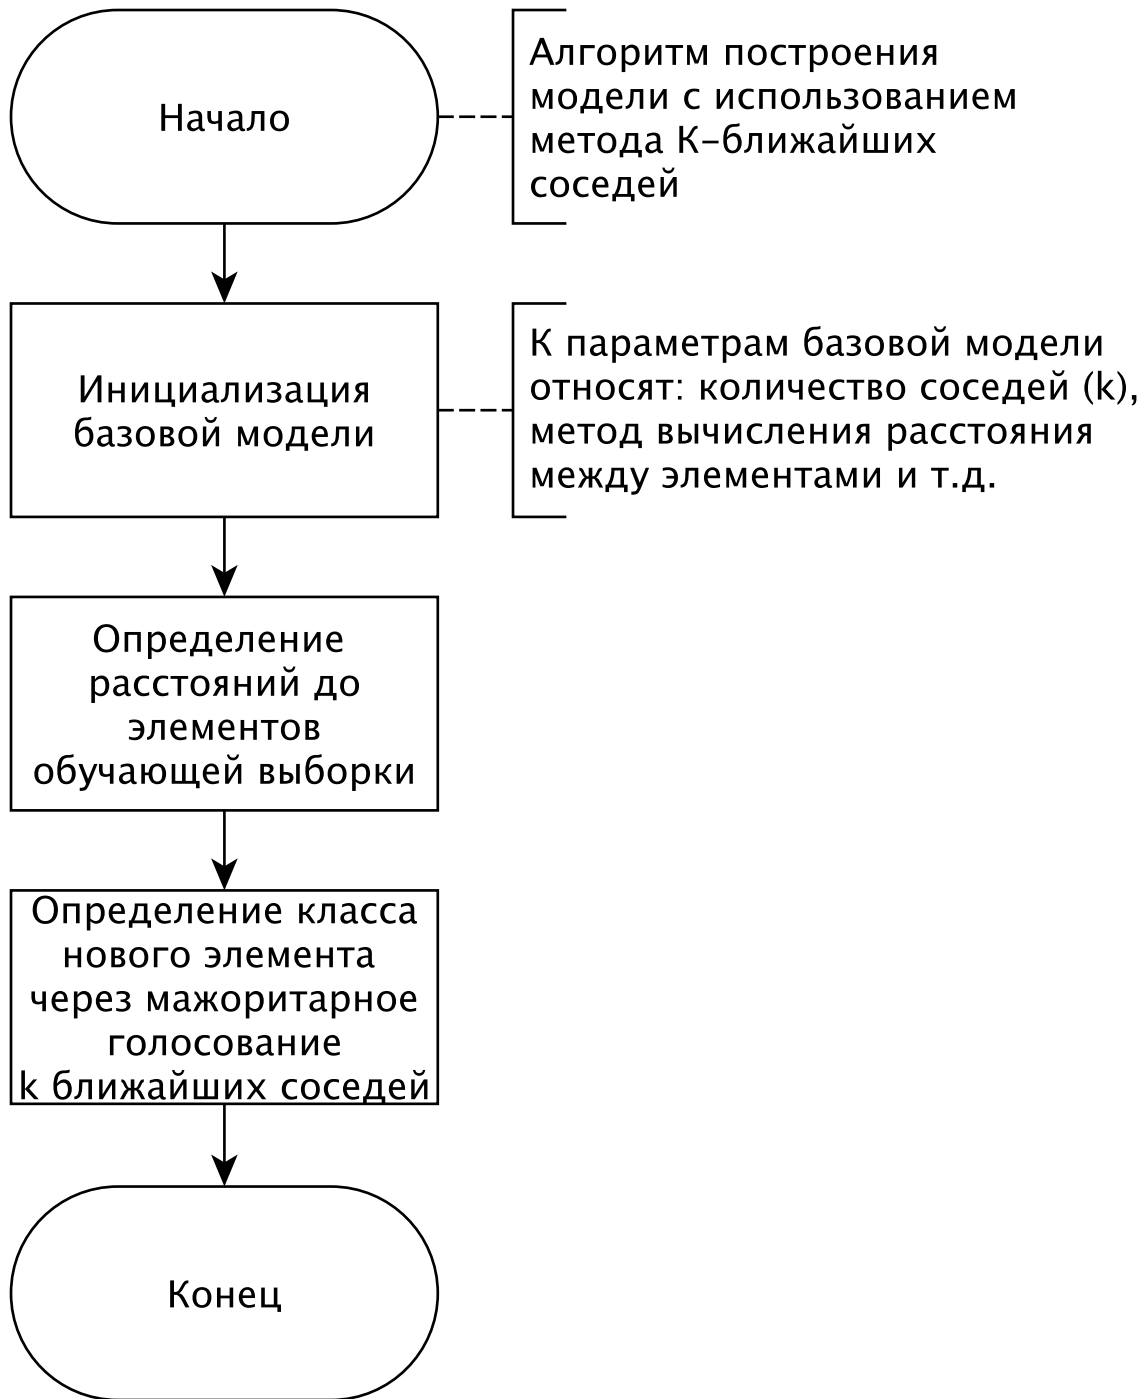 Начало
Алгоритм построения
модели с использованием
метода К-ближайших
соседей
Инициализация
базовой модели
К параметрам базовой модели
относят: количество соседей (k),
метод вычисления расстояния
между элементами и т.д.
Определение
расстояний до
элементов
обучающей выборки
Определение класса
нового элемента
через мажоритарное
голосование
k ближайших соседей
Конец